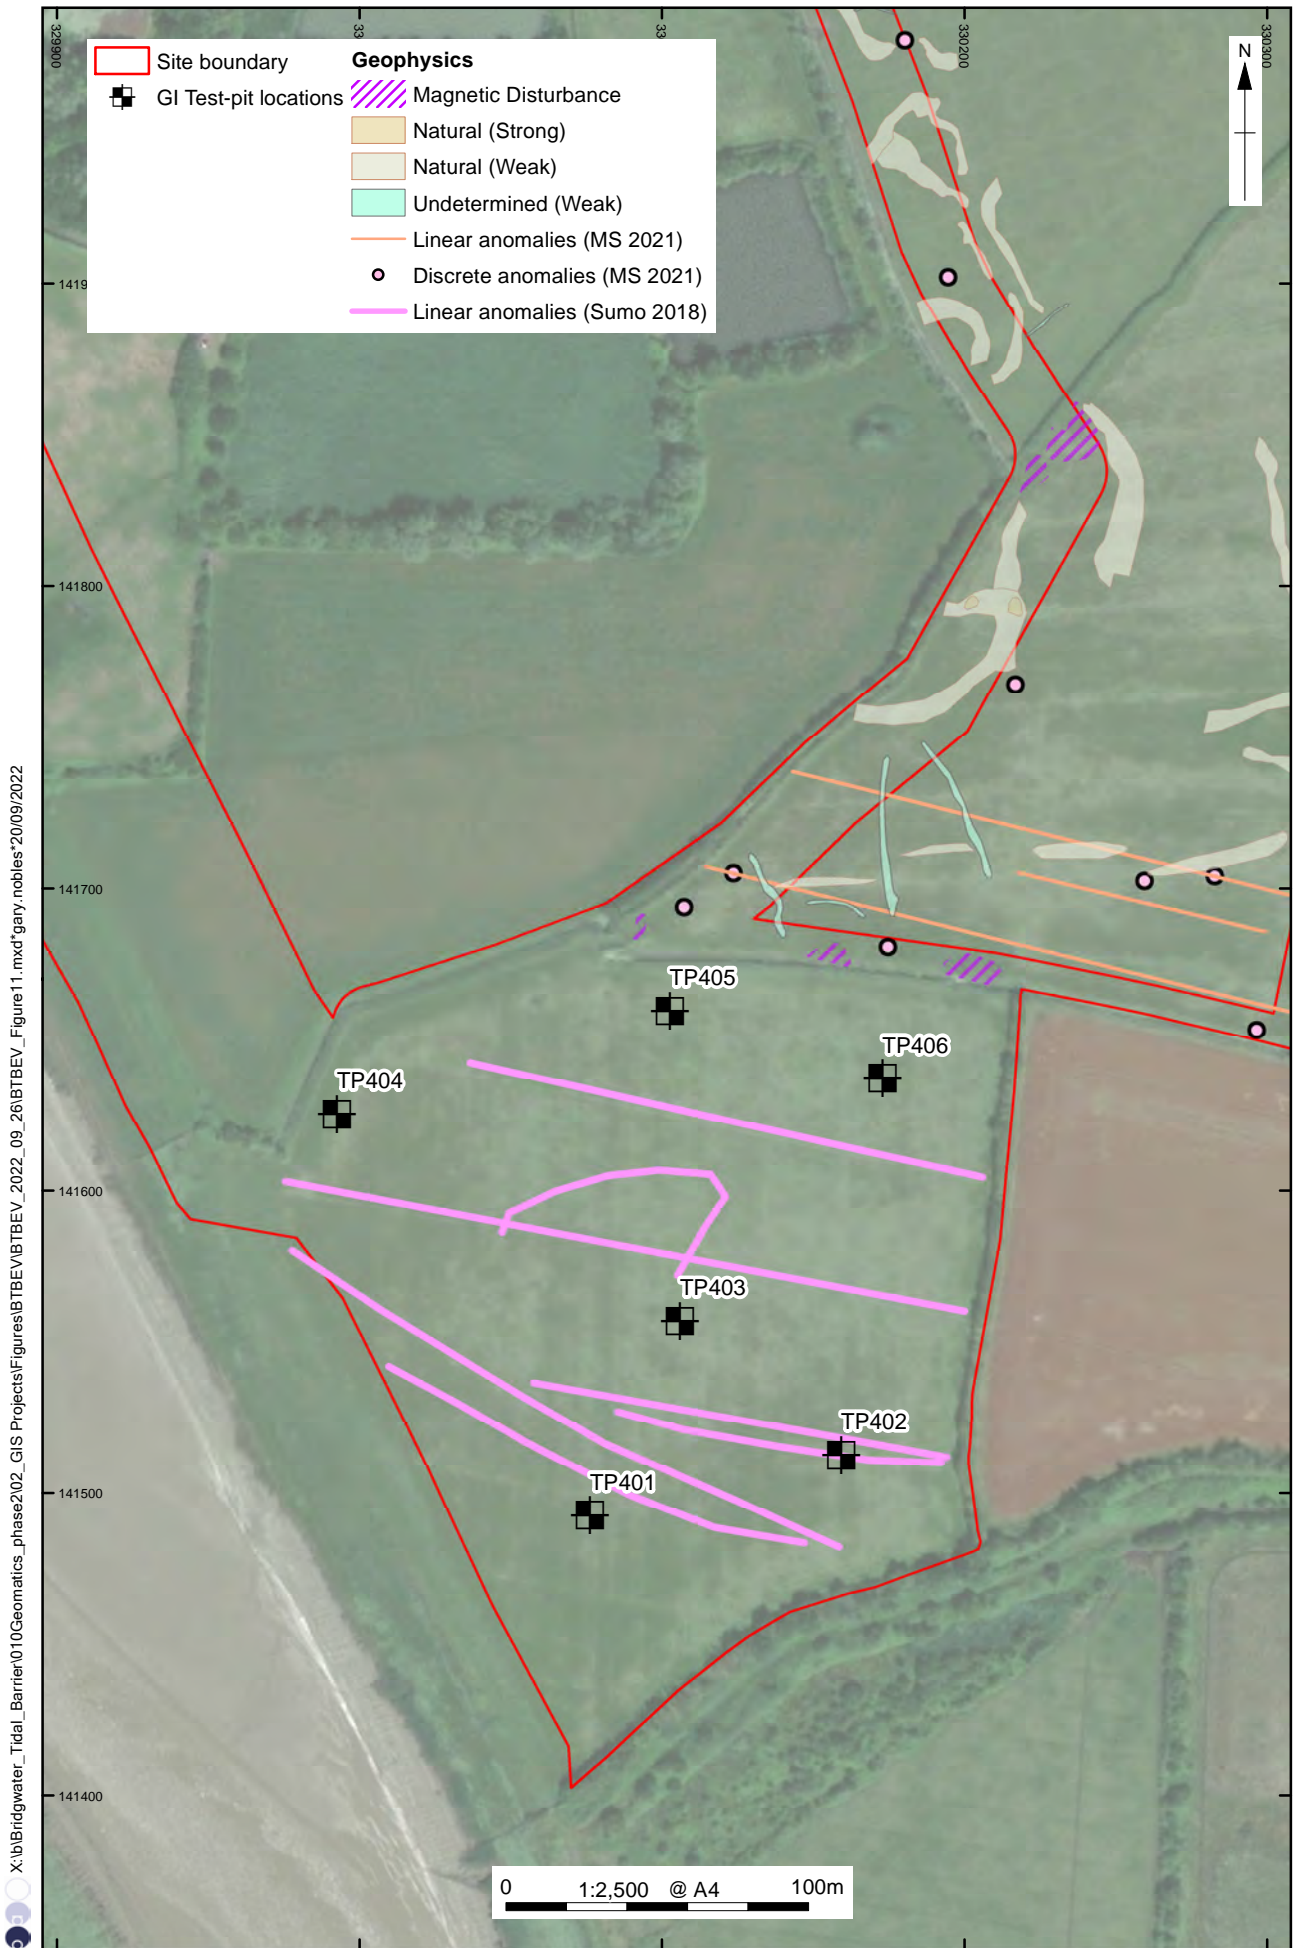 329900
33
33
330200
330300
Site boundary
GI Test-pit locations
Geophysics
Magnetic Disturbance
Natural (Strong)
Natural (Weak)
Undetermined (Weak)
Linear anomalies (MS 2021)
Discrete anomalies (MS 2021)
Linear anomalies (Sumo 2018)
N
1419
141800
141700
141600
141500
141400
TP405
TP406
TP404
TP403
TP402
TP401
0 1:2,500 @ A4 100m
X:\b\Bridgwater_Tidal_Barrier\010Geomatics_phase2\02_GIS Projects\Figures\BTBEV\BTBEV_2022_09_26\BTBEV_Figure11.mxd*gary.nobles*20/09/2022